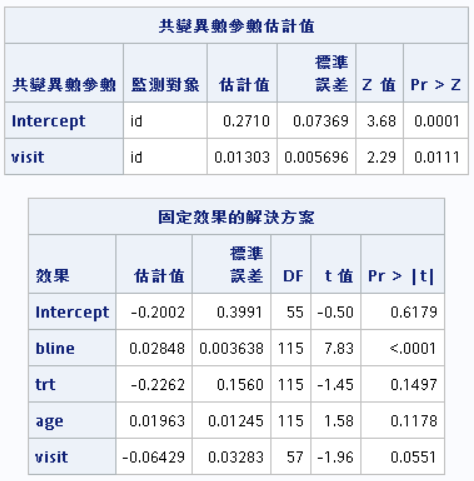 共變異數參數估計值
標準
共變異數參數 監測對象 估計值 誤差 Z 值 Pr > Z
Intercept id 0.2710 0.07369 3.68 0.0001
visit id 0.01303 0.005696 2.29 0.0111
固定效果的解決方案
標準
效果 估計值 誤差 DF t 值 Pr > |t|
Intercept -0.2002 0.3991 55 -0.50 0.6179
bline 0.02848 0.003638 115 7.83 <.0001
trt -0.2262 0.1560 115 -1.45 0.1497
age 0.01963 0.01245 115 1.58 0.1178
visit -0.06429 0.03283 57 -1.96 0.0551